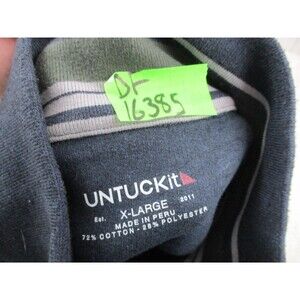 DF
16385
UNTUCKit
Est. X-LARGE 2011
MADE IN PERU
72% COTTON - 28% POLYESTER